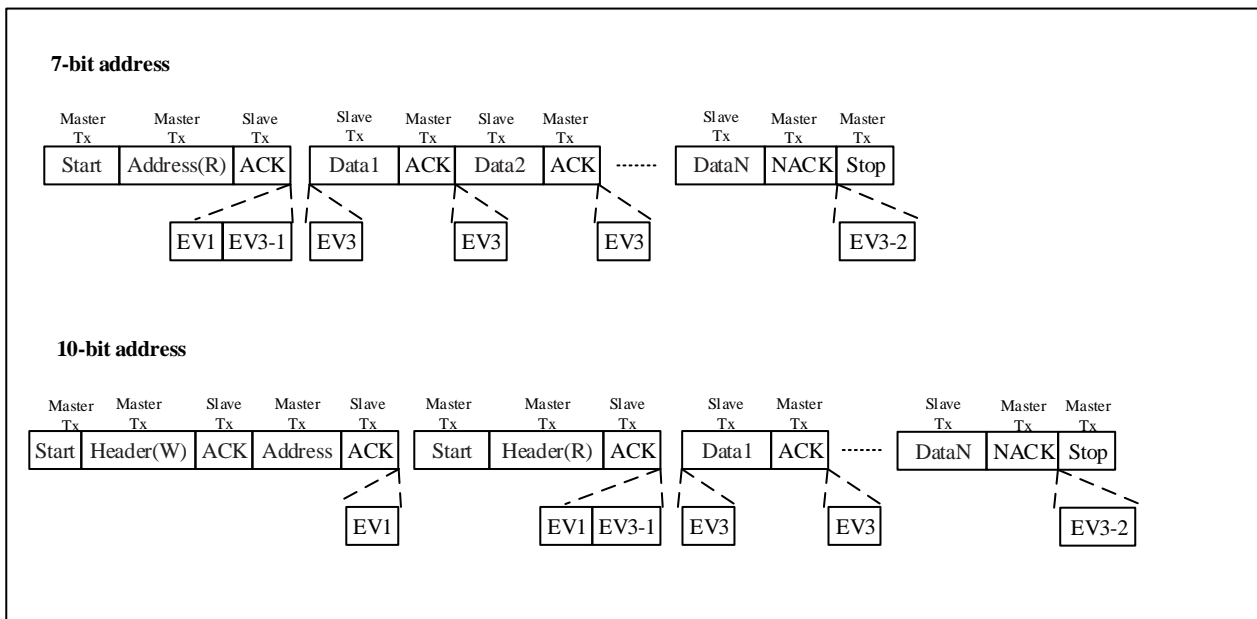 7-bit address
Master Tx Master Tx Slave Tx Slave Tx Master Tx Slave Tx Master Tx Slave Tx Master Tx Master Tx
Start Address(R) ACK Data1 ACK Data2 ACK DataN NACK Stop
EV1 EV3-1 EV3 EV3 EV3 EV3-2
10-bit address
Master Tx Master Tx Slave Tx Master Tx Slave Tx Master Tx Master Tx Slave Tx Slave Tx Master Tx Slave Tx Master Tx Master Tx
Start Header(W) ACK Address ACK Start Header(R) ACK Data1 ACK DataN NACK Stop
EV1 EV1 EV3-1 EV3 EV3 EV3-2